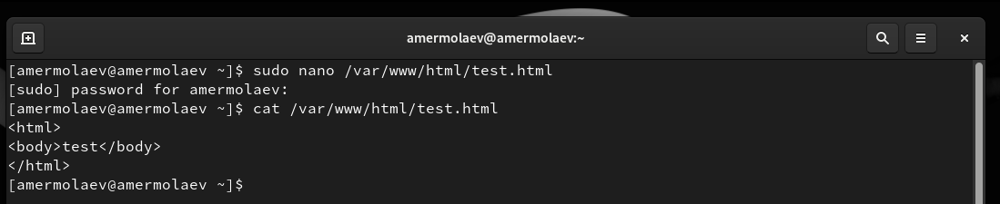 amermolaev@amermolaev:~
[amermolaev@amermolaev ~]$ sudo nano /var/www/html/test.html
[sudo] password for amermolaev:
[amermolaev@amermolaev ~]$ cat /var/www/html/test.html
<html>
<body>test</body>
</html>
[amermolaev@amermolaev ~]$